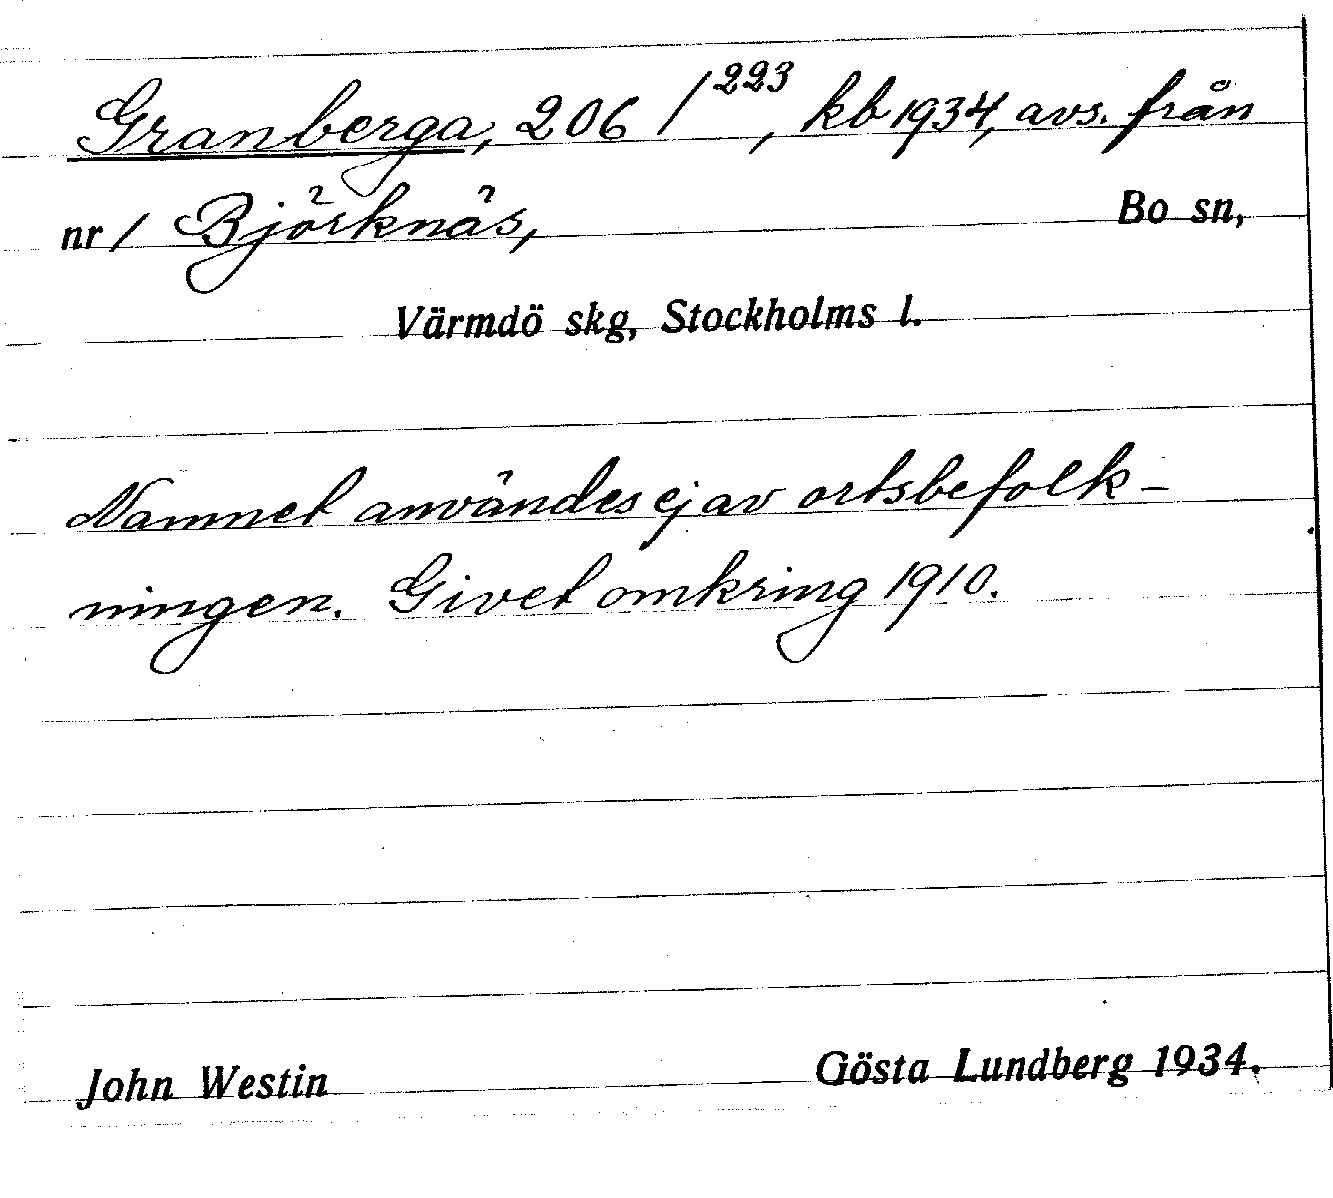 Granberga, 206 /223, kb 1934, avs. från
nr 1 Björknäs, Bo sn,
Värmdö skg, Stockholms l.
Namnet användes ej av ortsbefolk-
ningen. Givet omkring 1910.
John Westin Gösta Lundberg 1934.